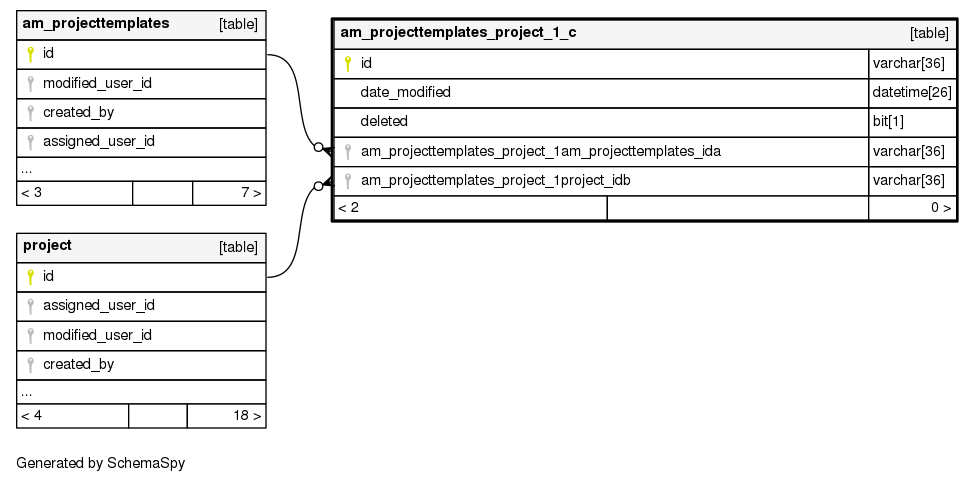 am_projecttemplates [table]
id
modified_user_id
created_by
assigned_user_id
...
< 3 7 >
am_projecttemplates_project_1_c [table]
id varchar[36]
date_modified datetime[26]
deleted bit[1]
am_projecttemplates_project_1am_projecttemplates_ida varchar[36]
am_projecttemplates_project_1project_idb varchar[36]
< 2 0 >
project [table]
id
assigned_user_id
modified_user_id
created_by
...
< 4 18 >
Generated by SchemaSpy